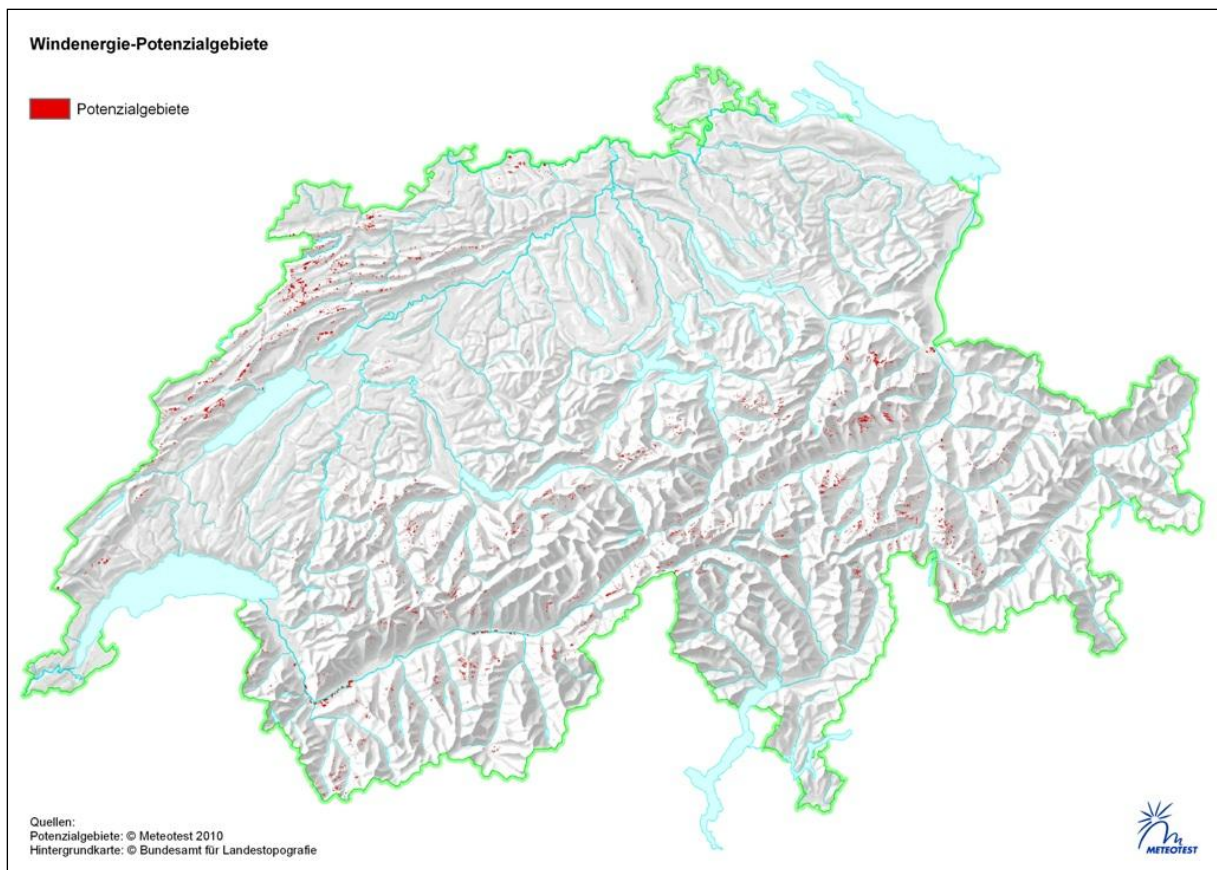 Windenergie-Potenzialgebiete
Potenzialgebiete
Quellen:
Potenzialgebiete: © Meteotest 2010
Hintergrundkarte: © Bundesamt für Landestopografie
METEOTEST